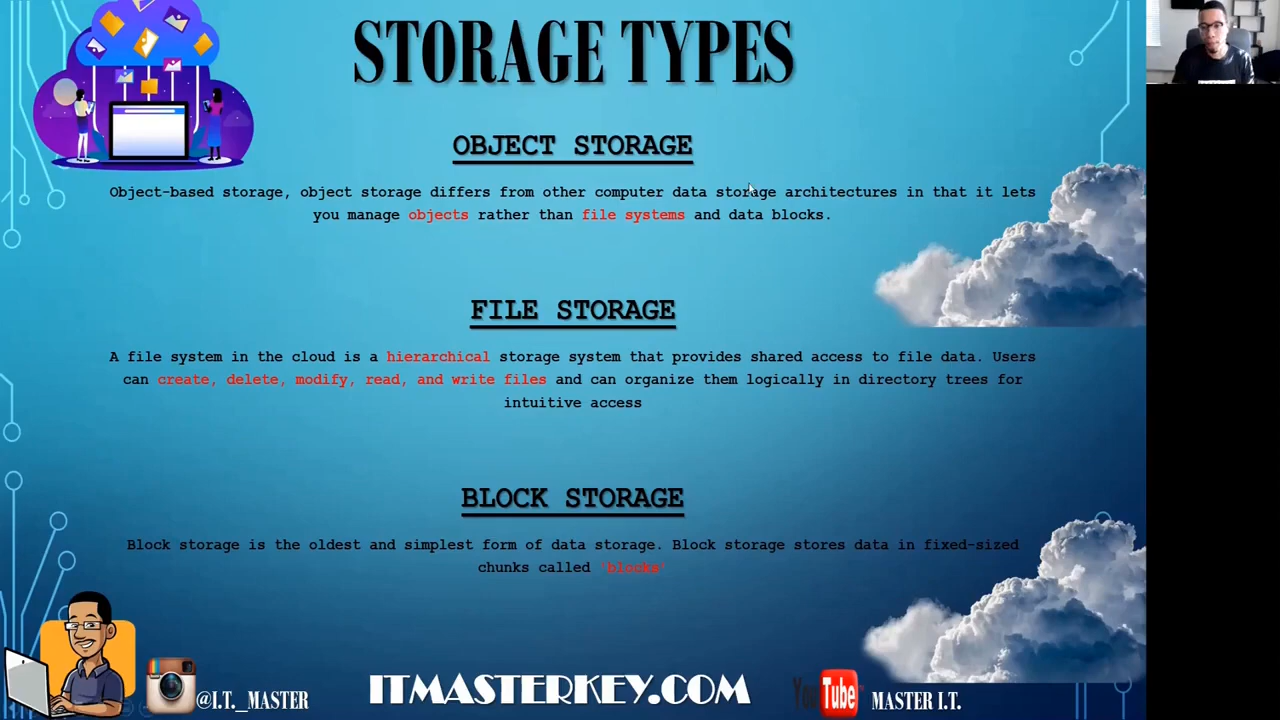 STORAGE TYPES
OBJECT STORAGE
Object-based storage, object storage differs from other computer data storage architectures in that it lets
you manage objects rather than file systems and data blocks.
FILE STORAGE
A file system in the cloud is a hierarchical storage system that provides shared access to file data. Users
can create, delete, modify, read, and write files and can organize them logically in directory trees for
intuitive access
BLOCK STORAGE
Block storage is the oldest and simplest form of data storage. Block storage stores data in fixed-sized
chunks called 'blocks'
@I.T._MASTER
ITMASTERKEY.COM
YouTube
MASTER I.T.